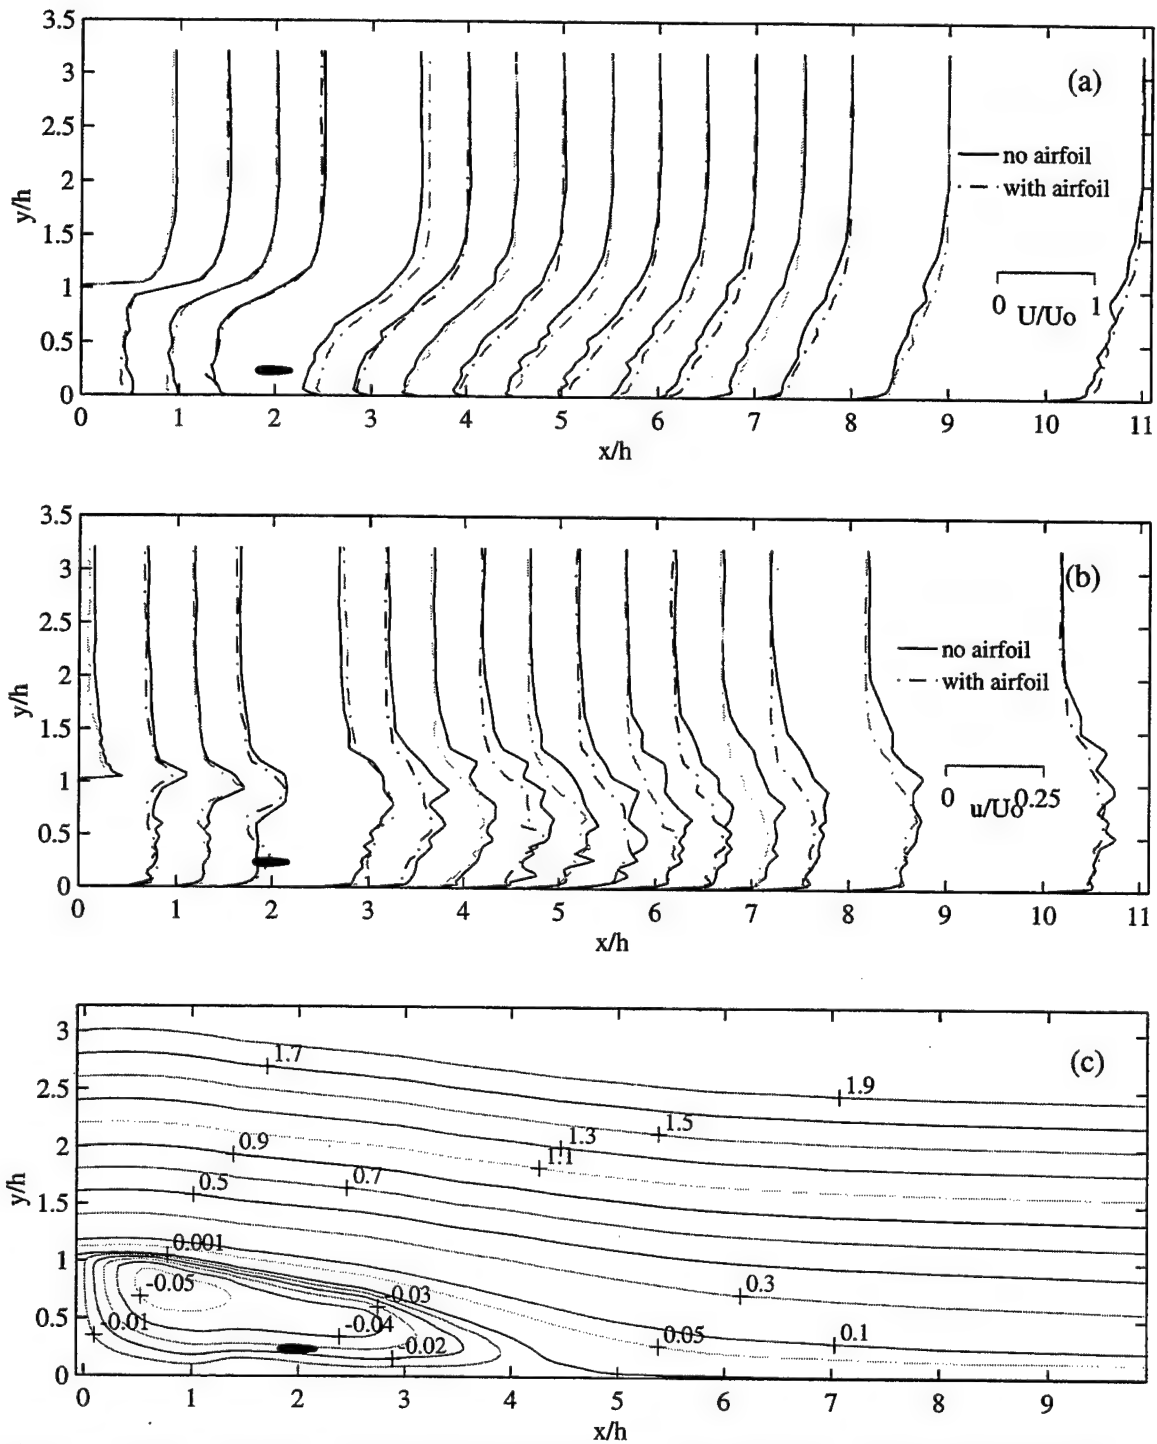 3.5
3
2.5
2
1.5
1
0.5
0
y/h
(a)
no airfoil
with airfoil
0 U/Uo 1
0 1 2 3 4 5 6 7 8 9 10 11
x/h
3.5
3
2.5
2
1.5
1
0.5
0
y/h
(b)
no airfoil
with airfoil
0 u/Uo 0.25
0 1 2 3 4 5 6 7 8 9 10 11
x/h
3
2.5
2
1.5
1
0.5
0
y/h
(c)
1.7
1.9
1.5
1.3
1.1
0.9
0.7
0.5
0.001
0.3
-0.05
-0.03
-0.01
-0.04
-0.02
0.05
0.1
0 1 2 3 4 5 6 7 8 9
x/h